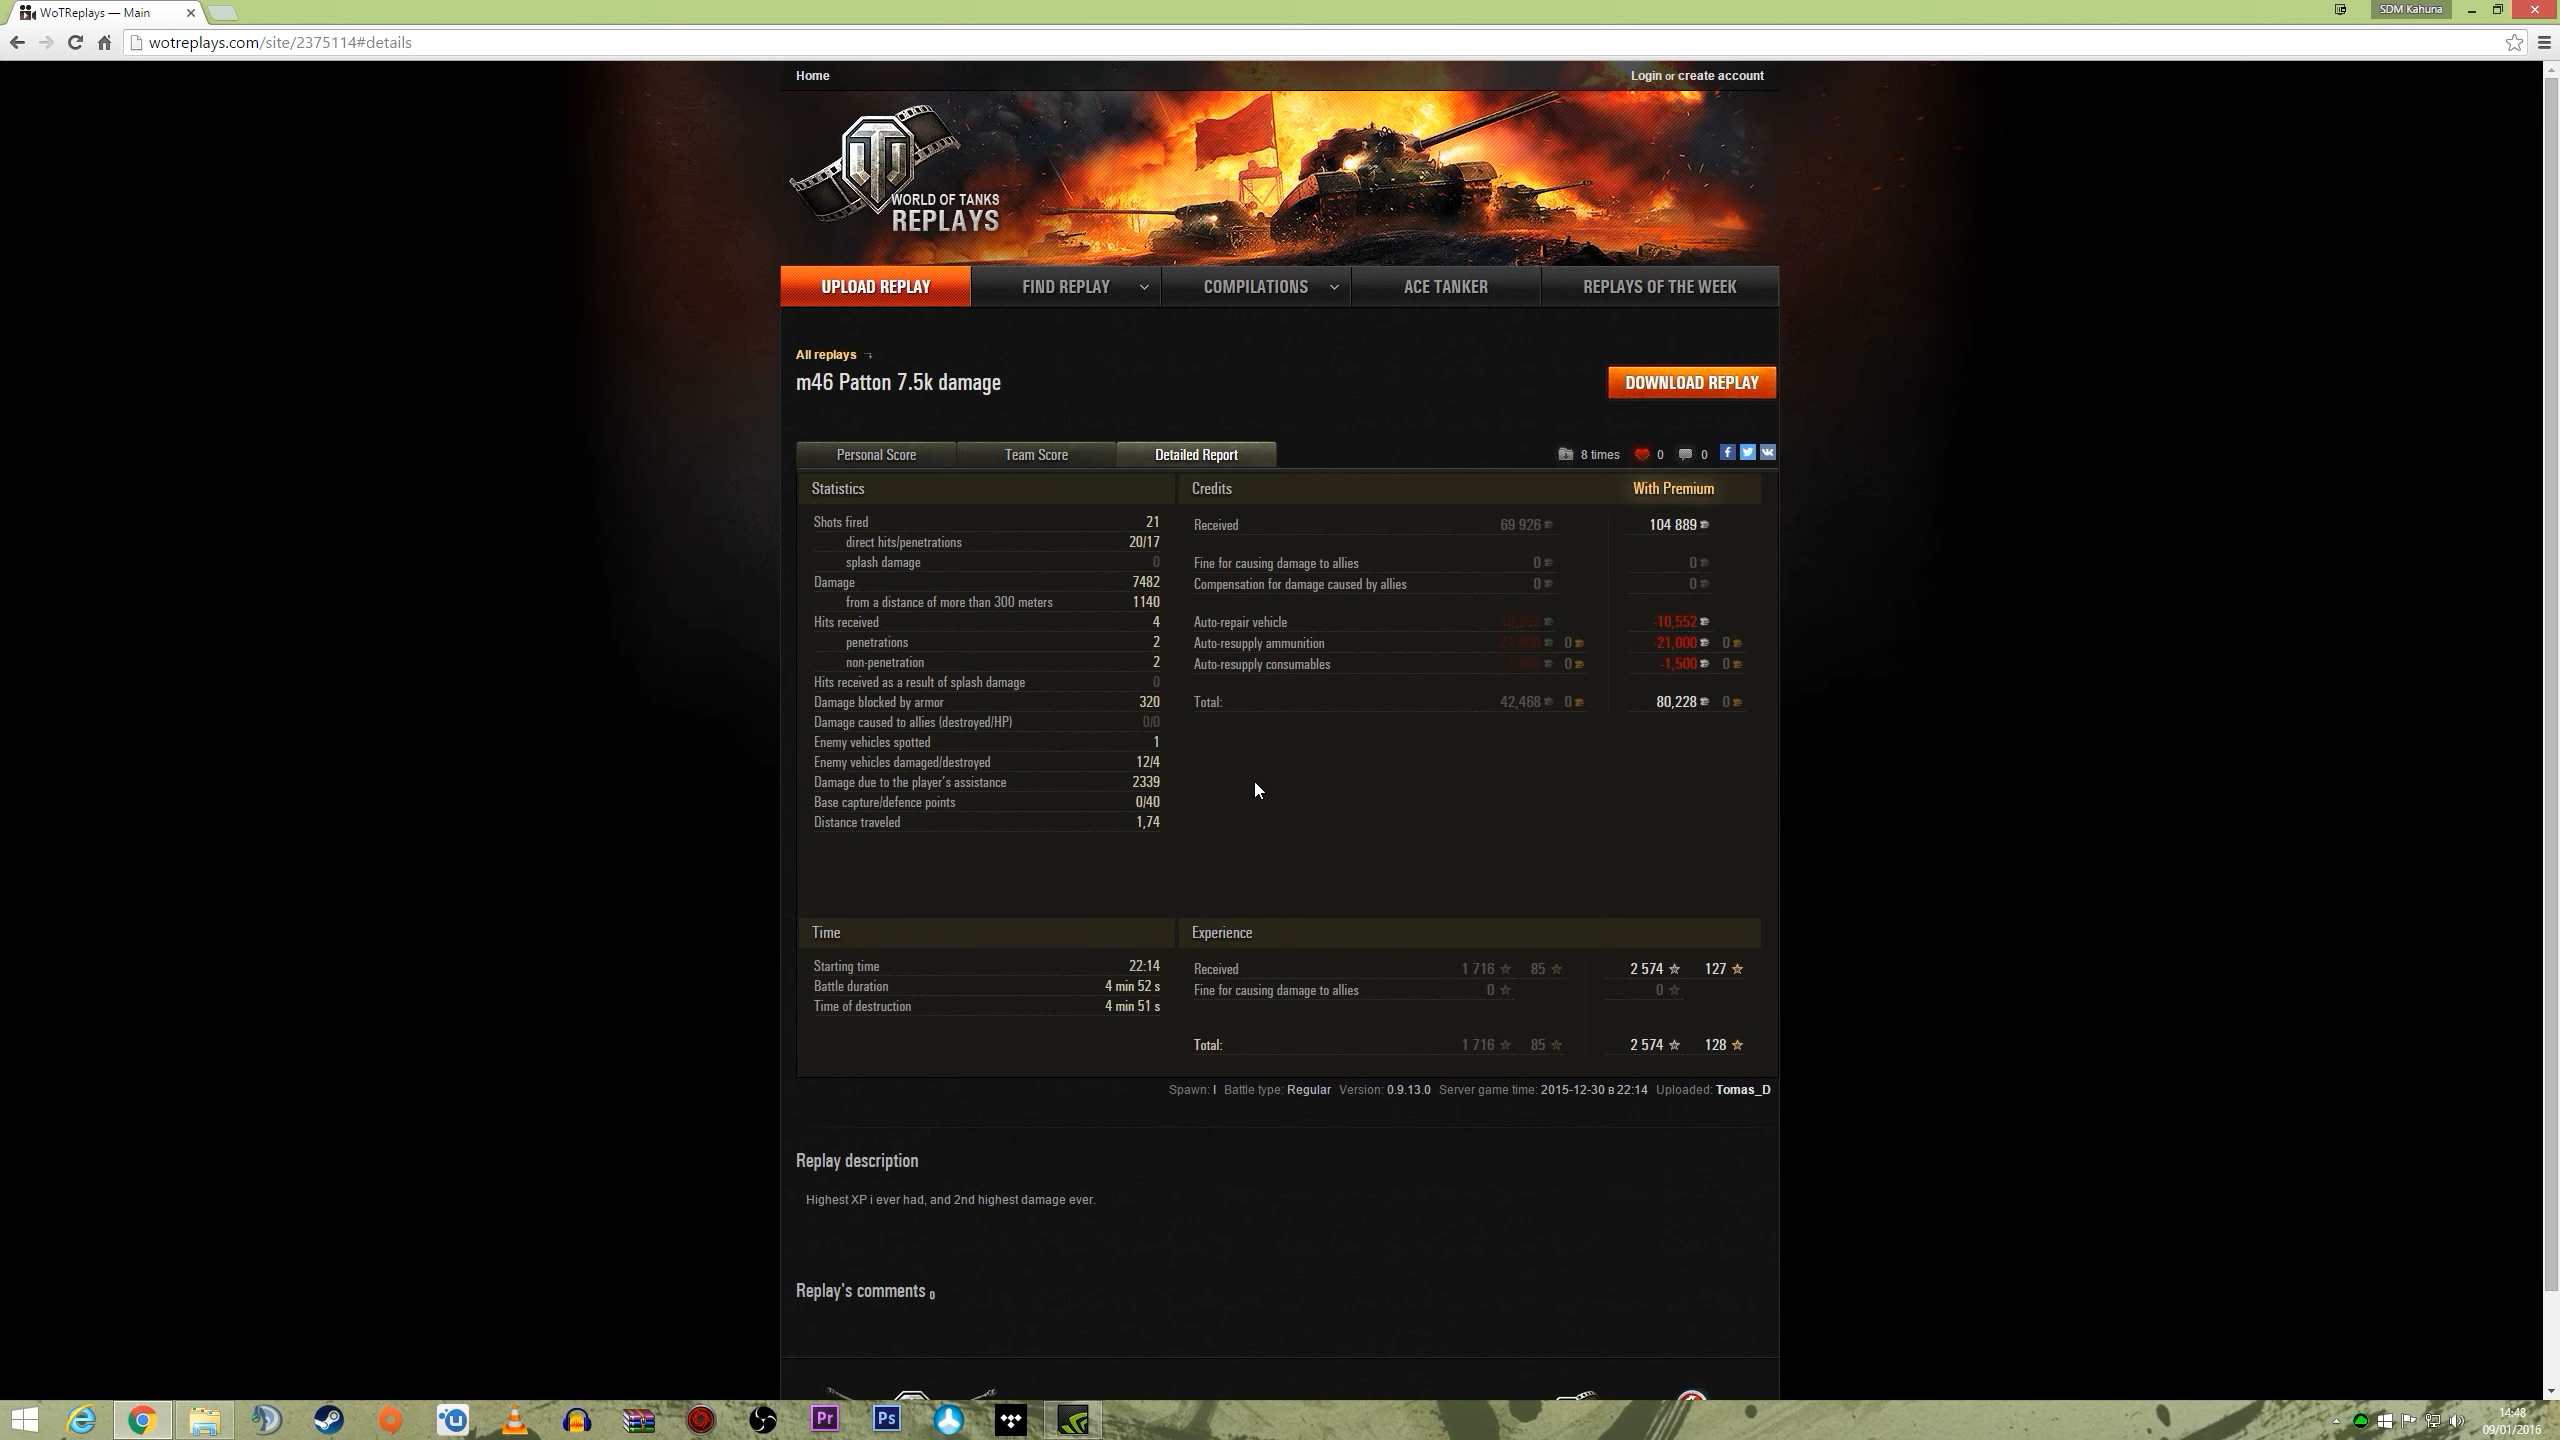 WoTReplays — Main
SDM Kahuna
wotreplays.com/site/2375114#details
Home
Login or create account
WORLD OF TANKS
REPLAYS
UPLOAD REPLAY
FIND REPLAY
COMPILATIONS
ACE TANKER
REPLAYS OF THE WEEK
All replays
m46 Patton 7.5k damage
DOWNLOAD REPLAY
Personal Score
Team Score
Detailed Report
8 times
0
0
Statistics
Shots fired 21
direct hits/penetrations 20/17
splash damage 0
Damage 7482
from a distance of more than 300 meters 1140
Hits received 4
penetrations 2
non-penetration 2
Hits received as a result of splash damage 0
Damage blocked by armor 320
Damage caused to allies (destroyed/HP) 0/0
Enemy vehicles spotted 1
Enemy vehicles damaged/destroyed 12/4
Damage due to the player's assistance 2339
Base capture/defence points 0/40
Distance traveled 1,74
Credits With Premium
Received 69 926 104 889
Fine for causing damage to allies 0 0
Compensation for damage caused by allies 0 0
Auto-repair vehicle -10,552 -10,552
Auto-resupply ammunition -21,000 0 -21,000 0
Auto-resupply consumables -1,500 0 -1,500 0
Total: 42,468 0 80,228 0
Time
Starting time 22:14
Battle duration 4 min 52 s
Time of destruction 4 min 51 s
Experience
Received 1 716 85 2 574 127
Fine for causing damage to allies 0 0
Total: 1 716 85 2 574 128
Spawn: I Battle type: Regular Version: 0.9.13.0 Server game time: 2015-12-30 в 22:14 Uploaded: Tomas_D
Replay description
Highest XP i ever had, and 2nd highest damage ever.
Replay's comments 0
Pr
Ps
14:48
09/01/2016